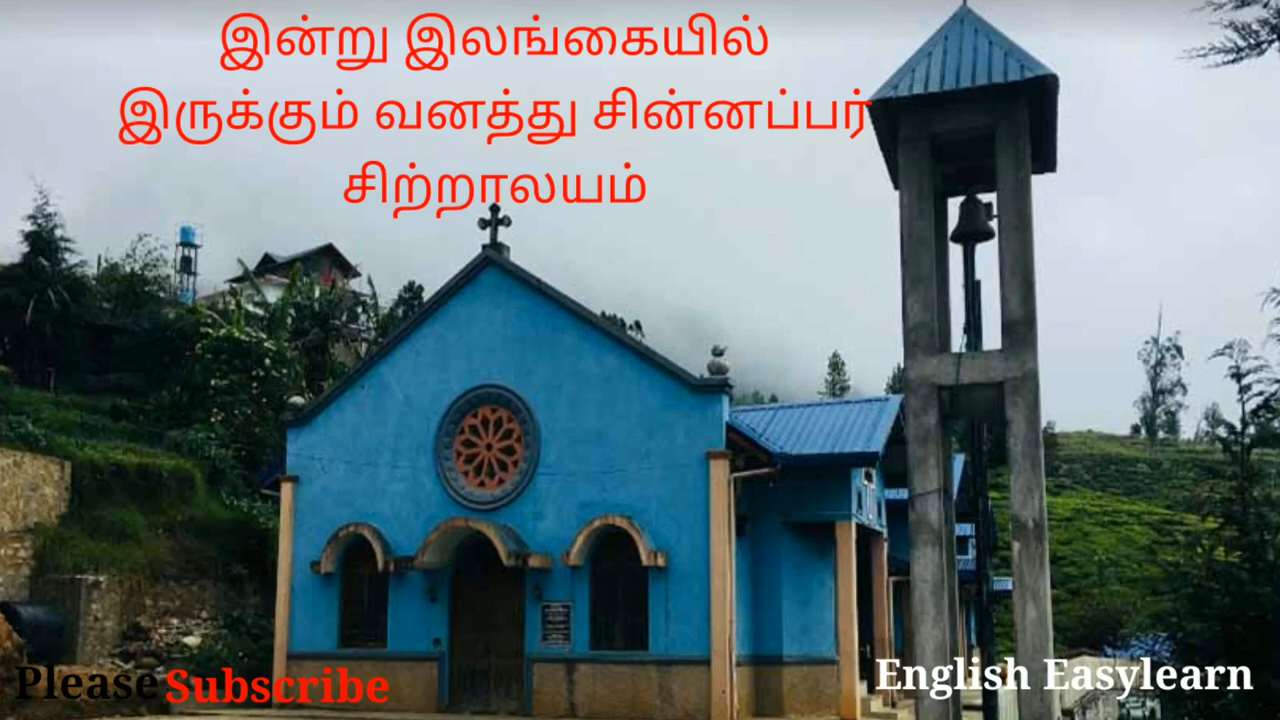 இன்று இலங்கையில்
இருக்கும் வனத்து சின்னப்பர்
சிற்றாலயம்
Please Subscribe
English Easylearn